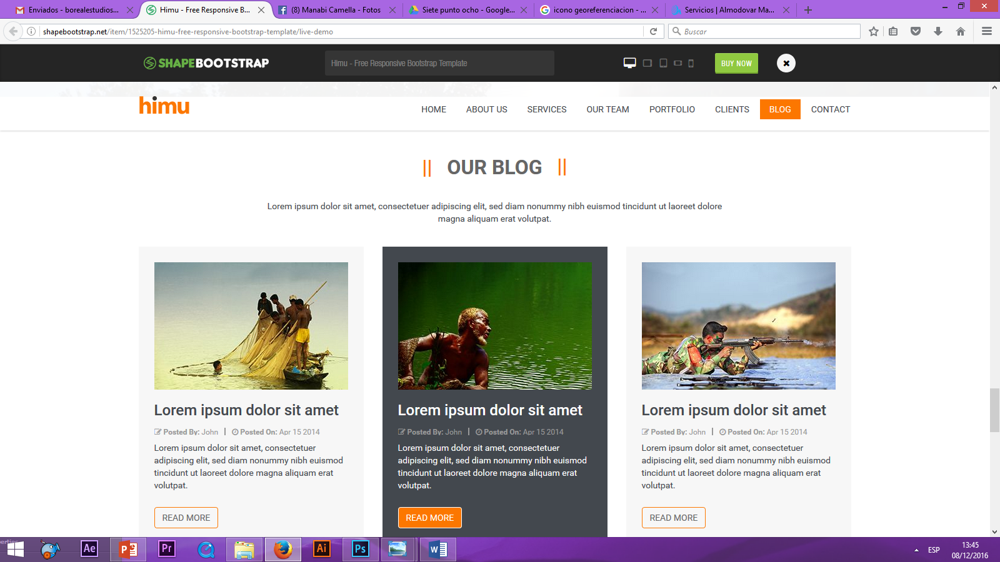 Enviados - borealestudios...
Himu - Free Responsive B...
(8) Manabi Camella - Fotos
Siete punto ocho - Google...
icono georeferenciacion - ...
Servicios | Almodovar Ma...
shapebootstrap.net/item/1525205-himu-free-responsive-bootstrap-template/live-demo
Buscar
SHAPEBOOTSTRAP
Himu - Free Responsive Bootstrap Template
BUY NOW
himu
HOME
ABOUT US
SERVICES
OUR TEAM
PORTFOLIO
CLIENTS
BLOG
CONTACT
|| OUR BLOG ||
Lorem ipsum dolor sit amet, consectetuer adipiscing elit, sed diam nonummy nibh euismod tincidunt ut laoreet dolore
magna aliquam erat volutpat.
Lorem ipsum dolor sit amet
Posted By: John | Posted On: Apr 15 2014
Lorem ipsum dolor sit amet, consectetuer
adipiscing elit, sed diam nonummy nibh euismod
tincidunt ut laoreet dolore magna aliquam erat
volutpat.
READ MORE
Lorem ipsum dolor sit amet
Posted By: John | Posted On: Apr 15 2014
Lorem ipsum dolor sit amet, consectetuer
adipiscing elit, sed diam nonummy nibh euismod
tincidunt ut laoreet dolore magna aliquam erat
volutpat.
READ MORE
Lorem ipsum dolor sit amet
Posted By: John | Posted On: Apr 15 2014
Lorem ipsum dolor sit amet, consectetuer
adipiscing elit, sed diam nonummy nibh euismod
tincidunt ut laoreet dolore magna aliquam erat
volutpat.
READ MORE
Ae
P
Pr
Ai
Ps
W
ESP
13:45
08/12/2016